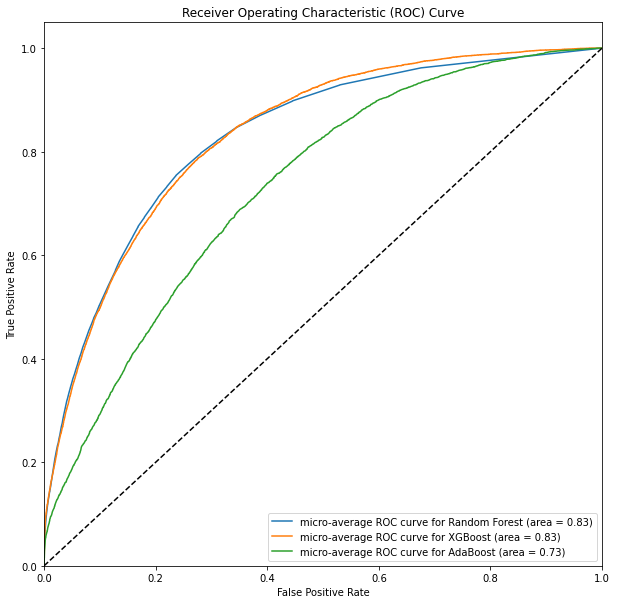 Receiver Operating Characteristic (ROC) Curve
True Positive Rate
1.0
0.8
0.6
0.4
0.2
0.0
micro-average ROC curve for Random Forest (area = 0.83)
micro-average ROC curve for XGBoost (area = 0.83)
micro-average ROC curve for AdaBoost (area = 0.73)
0.0 0.2 0.4 0.6 0.8 1.0
False Positive Rate